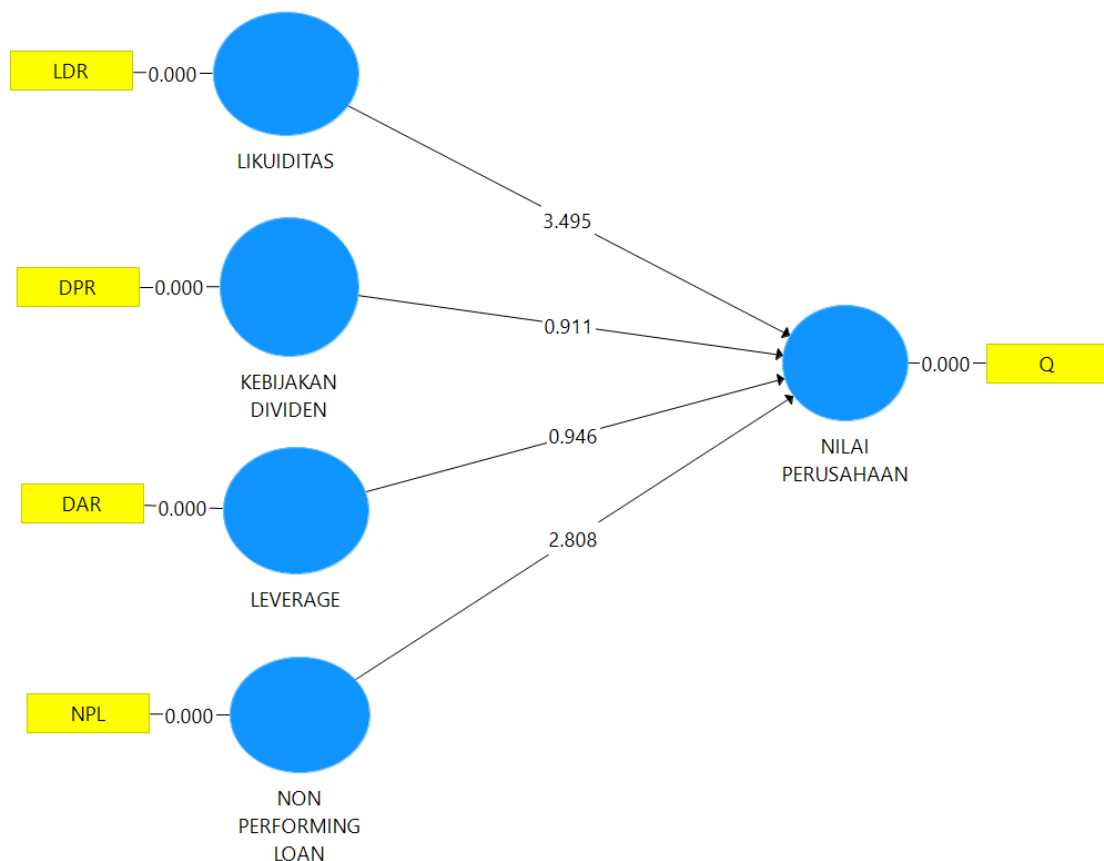 LDR
0.000
LIKUIDITAS
3.495
DPR
0.000
KEBIJAKAN
DIVIDEN
0.911
0.000
Q
NILAI
PERUSAHAAN
0.946
DAR
0.000
LEVERAGE
2.808
NPL
0.000
NON
PERFORMING
LOAN